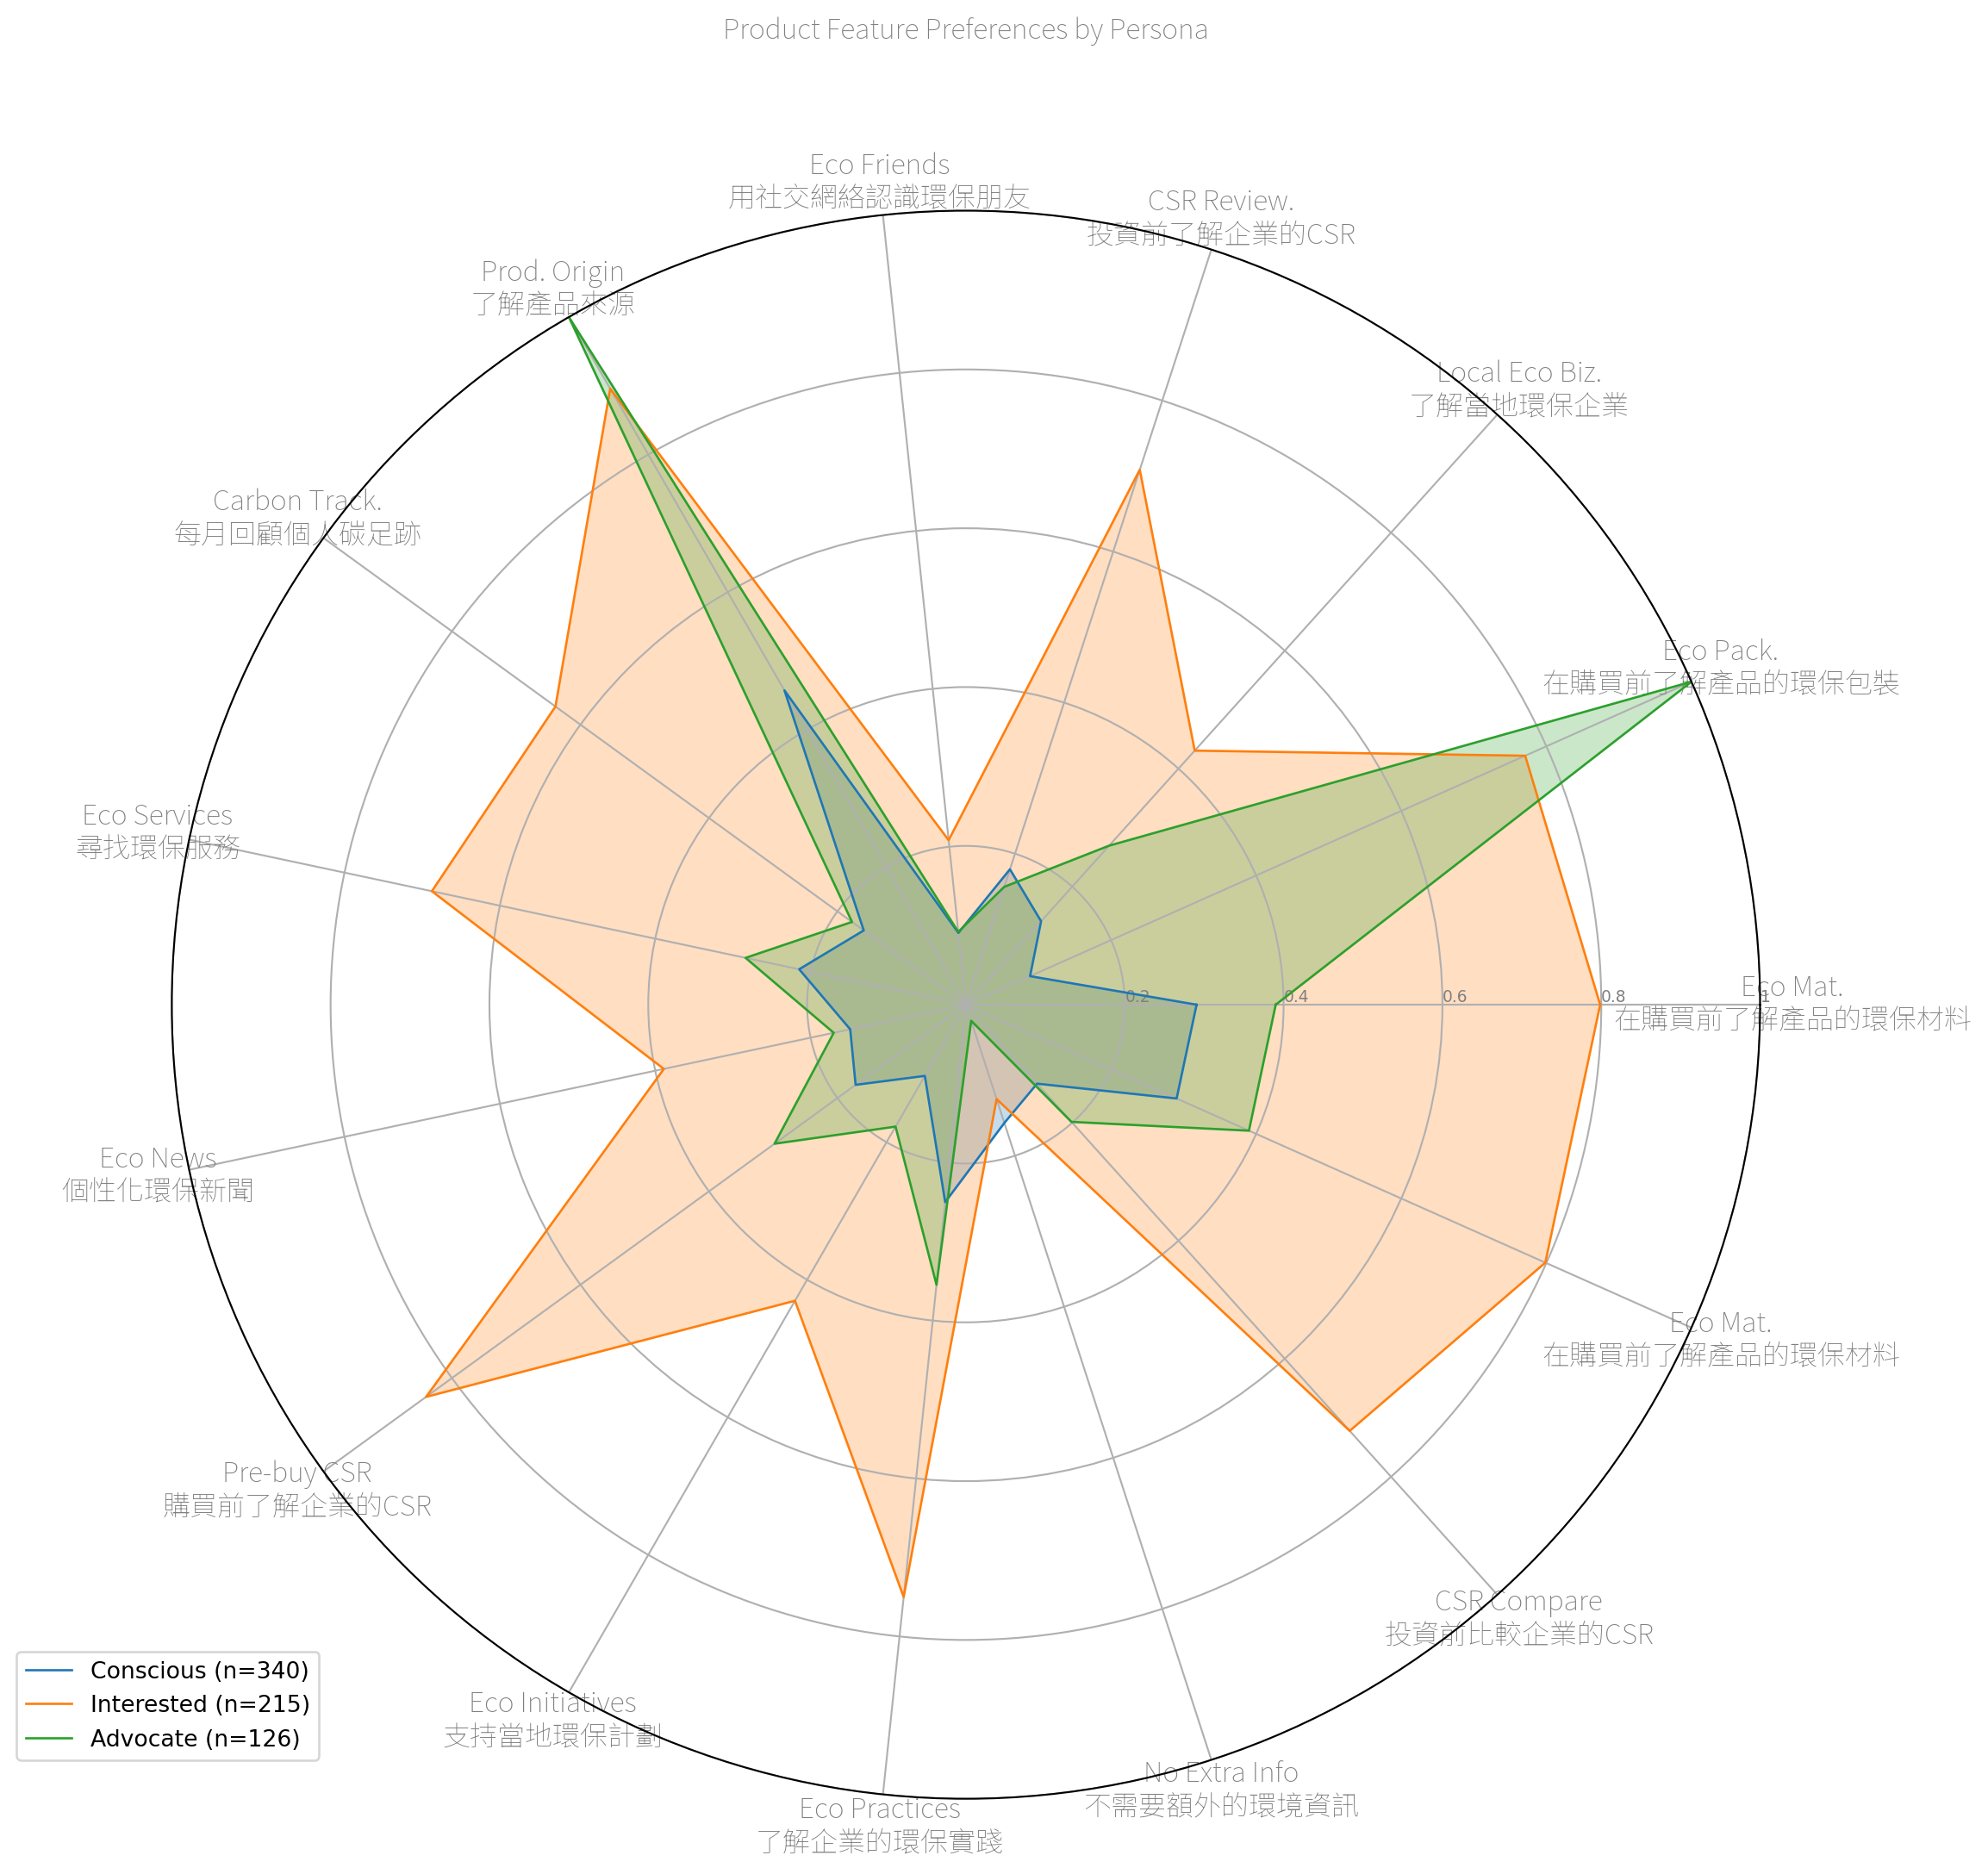 Product Feature Preferences by Persona
Eco Friends
用社交網絡認識環保朋友
CSR Review.
投資前了解企業的CSR
Prod. Origin
了解產品來源
Local Eco Biz.
了解當地環保企業
Carbon Track.
每月回顧個人碳足跡
Eco Pack.
在購買前了解產品的環保包裝
Eco Services
尋找環保服務
0.2
0.4
0.6
0.8
1
Eco Mat.
在購買前了解產品的環保材料
Eco News
個性化環保新聞
Eco Mat.
在購買前了解產品的環保材料
Pre-buy CSR
購買前了解企業的CSR
CSR Compare
投資前比較企業的CSR
Eco Initiatives
支持當地環保計劃
No Extra Info
不需要額外的環境資訊
Eco Practices
了解企業的環保實踐
Conscious (n=340)
Interested (n=215)
Advocate (n=126)